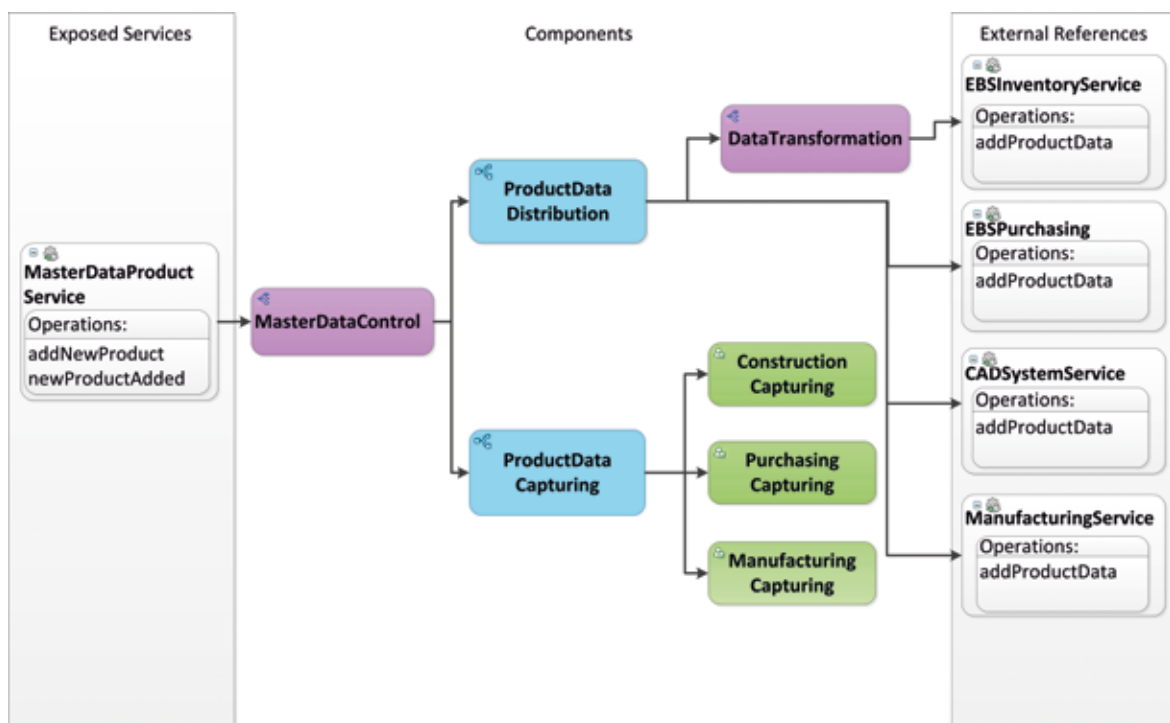 Exposed Services
Components
External References
MasterDataProduct
Service
Operations:
addNewProduct
newProductAdded
MasterDataControl
ProductData
Distribution
ProductData
Capturing
DataTransformation
Construction
Capturing
Purchasing
Capturing
Manufacturing
Capturing
EBSInventoryService
Operations:
addProductData
EBSPurchasing
Operations:
addProductData
CADSystemService
Operations:
addProductData
ManufacturingService
Operations:
addProductData